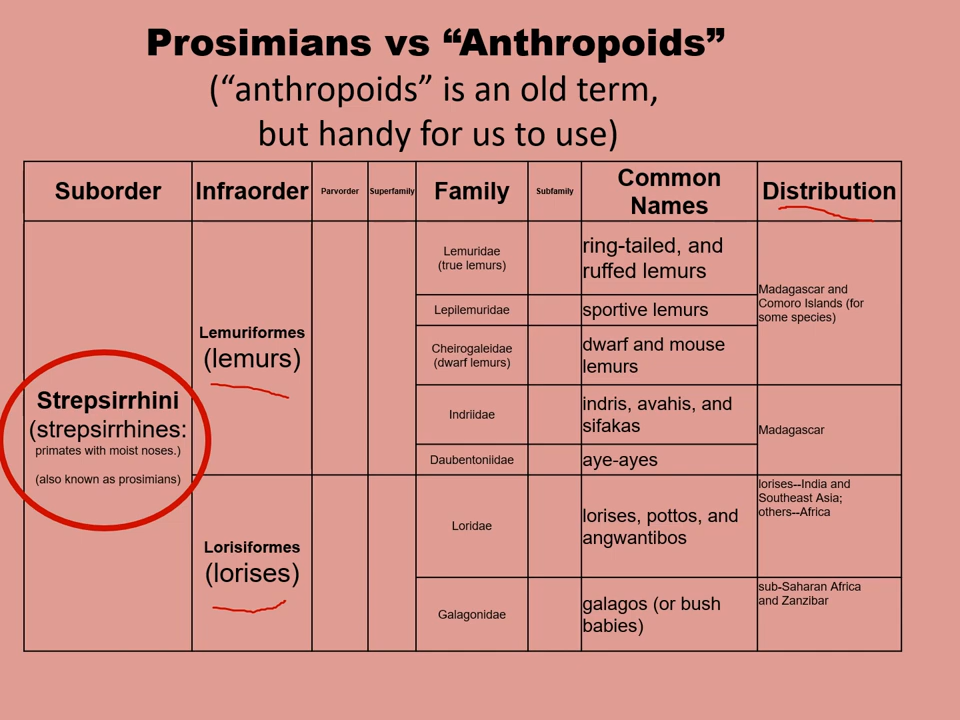 Prosimians vs “Anthropoids”
(“anthropoids” is an old term,
but handy for us to use)
Suborder
Infraorder
Parvorder
Superfamily
Family
Subfamily
Common
Names
Distribution
Strepsirrhini
(strepsirrhines:
primates with moist noses.)
(also known as prosimians)
Lemuriformes
(lemurs)
Lemuridae
(true lemurs)
ring-tailed, and
ruffed lemurs
Madagascar and
Comoro Islands (for
some species)
Lepilemuridae
sportive lemurs
Cheirogaleidae
(dwarf lemurs)
dwarf and mouse
lemurs
Indriidae
indris, avahis, and
sifakas
Madagascar
Daubentoniidae
aye-ayes
Lorisiformes
(lorises)
Loridae
lorises, pottos, and
angwantibos
lorises--India and
Southeast Asia;
others--Africa
Galagonidae
galagos (or bush
babies)
sub-Saharan Africa
and Zanzibar